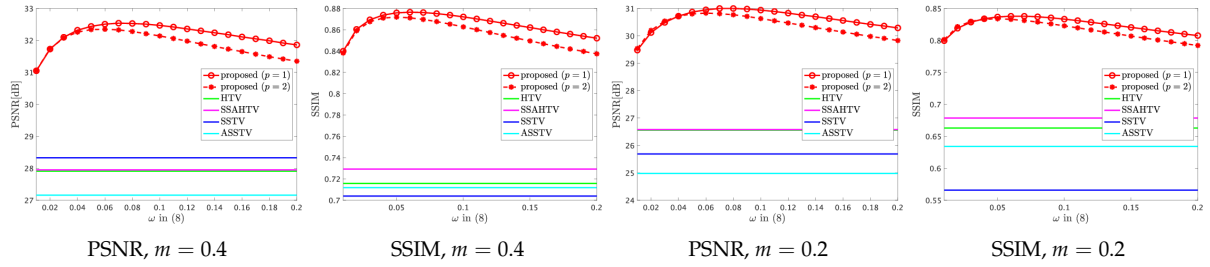 33
32
31
30
29
28
27
PSNR[dB]
proposed (p = 1)
proposed (p = 2)
HTV
SSAHTV
SSTV
ASSTV
0.02 0.04 0.06 0.08 0.1 0.12 0.14 0.16 0.18 0.2
ω in (8)
PSNR, m = 0.4
0.88
0.86
0.84
0.82
0.8
0.78
0.76
0.74
0.72
0.7
SSIM
proposed (p = 1)
proposed (p = 2)
HTV
SSAHTV
SSTV
ASSTV
0.05 0.1 0.15 0.2
ω in (8)
SSIM, m = 0.4
31
30
29
28
27
26
25
24
PSNR[dB]
proposed (p = 1)
proposed (p = 2)
HTV
SSAHTV
SSTV
ASSTV
0.02 0.04 0.06 0.08 0.1 0.12 0.14 0.16 0.18 0.2
ω in (8)
PSNR, m = 0.2
0.85
0.8
0.75
0.7
0.65
0.6
0.55
SSIM
proposed (p = 1)
proposed (p = 2)
HTV
SSAHTV
SSTV
ASSTV
0.05 0.1 0.15 0.2
ω in (8)
SSIM, m = 0.2